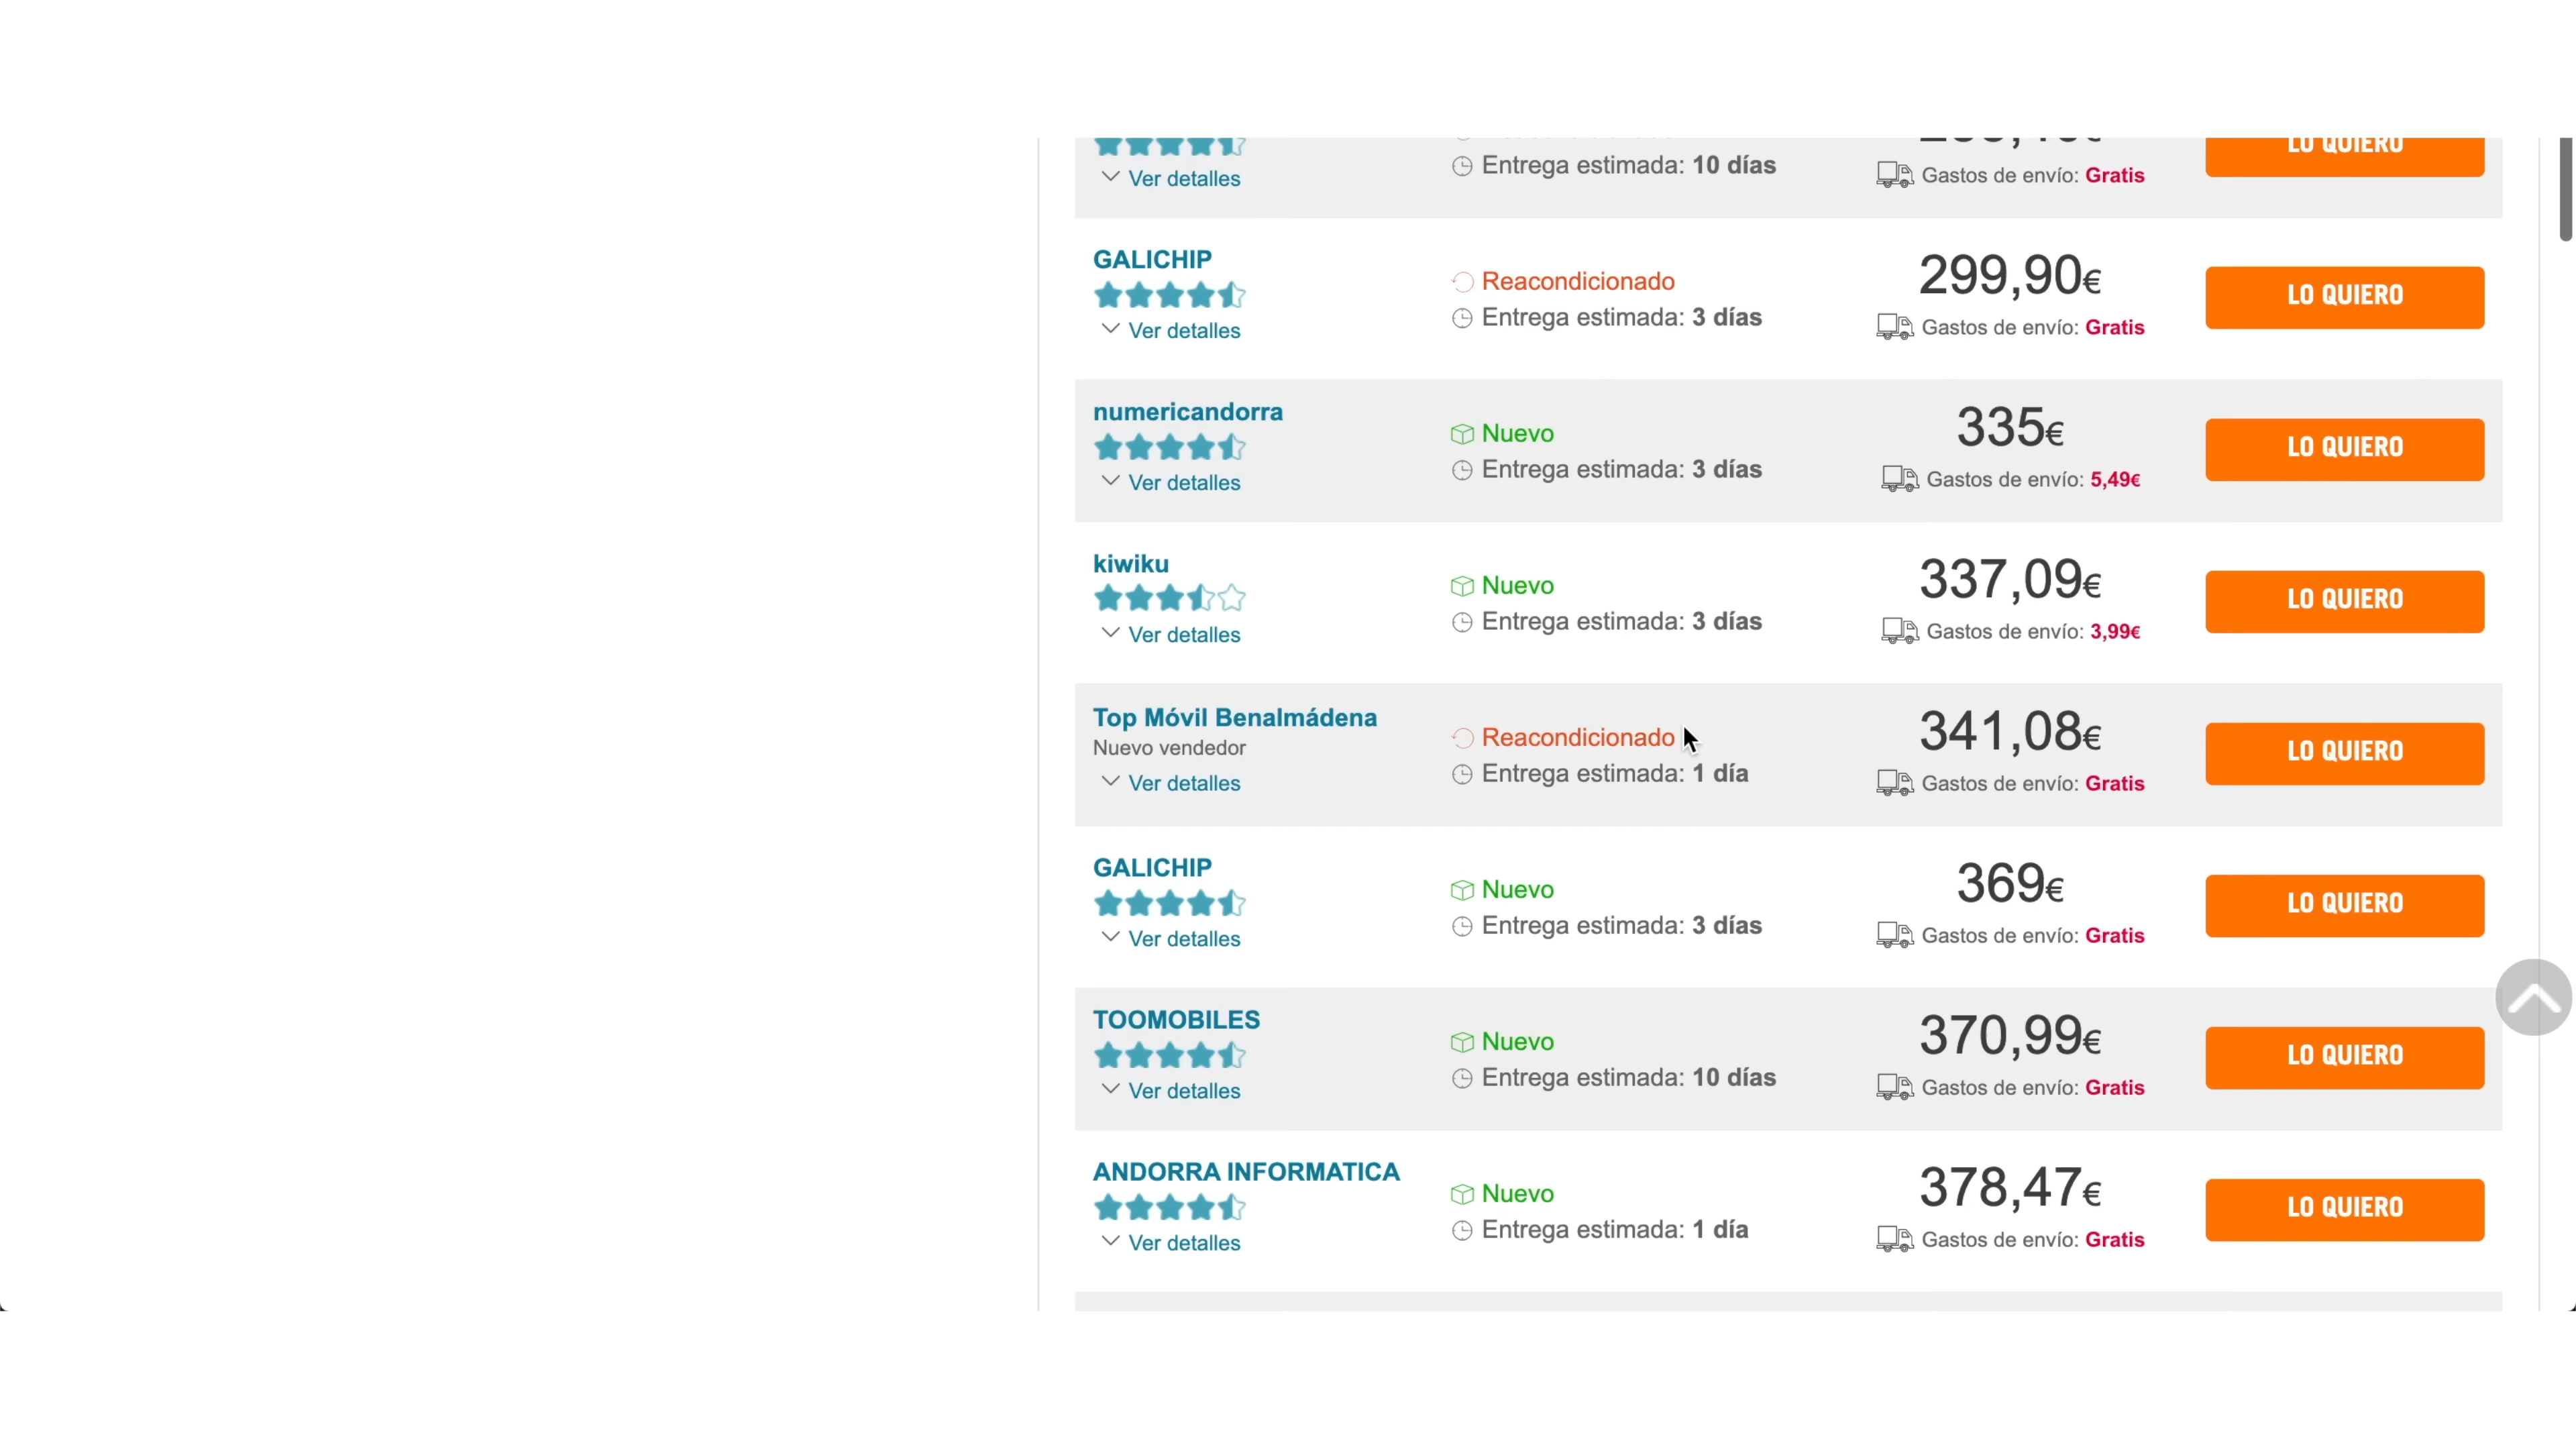 LO QUIERO
Entrega estimada: 10 días
Gastos de envío: Gratis
Ver detalles
GALICHIP
Reacondicionado
299,90€
LO QUIERO
Entrega estimada: 3 días
Gastos de envío: Gratis
Ver detalles
numericandorra
Nuevo
335€
LO QUIERO
Entrega estimada: 3 días
Gastos de envío: 5,49€
Ver detalles
kiwiku
Nuevo
337,09€
LO QUIERO
Entrega estimada: 3 días
Gastos de envío: 3,99€
Ver detalles
Top Móvil Benalmádena
Nuevo vendedor
Reacondicionado
341,08€
LO QUIERO
Entrega estimada: 1 día
Gastos de envío: Gratis
Ver detalles
GALICHIP
Nuevo
369€
LO QUIERO
Entrega estimada: 3 días
Gastos de envío: Gratis
Ver detalles
TOOMOBILES
Nuevo
370,99€
LO QUIERO
Entrega estimada: 10 días
Gastos de envío: Gratis
Ver detalles
ANDORRA INFORMATICA
Nuevo
378,47€
LO QUIERO
Entrega estimada: 1 día
Gastos de envío: Gratis
Ver detalles